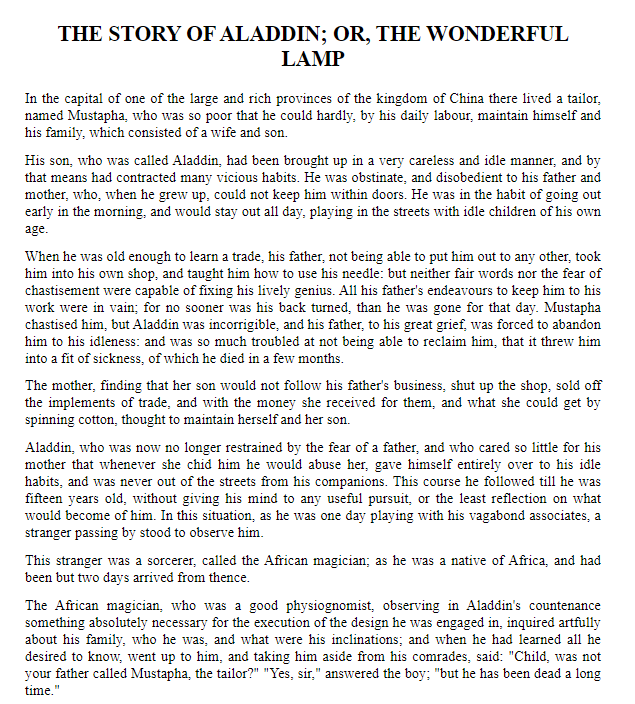 THE STORY OF ALADDIN; OR, THE WONDERFUL
LAMP
In the capital of one of the large and rich provinces of the kingdom of China there lived a tailor,
named Mustapha, who was so poor that he could hardly, by his daily labour, maintain himself and
his family, which consisted of a wife and son.
His son, who was called Aladdin, had been brought up in a very careless and idle manner, and by
that means had contracted many vicious habits. He was obstinate, and disobedient to his father and
mother, who, when he grew up, could not keep him within doors. He was in the habit of going out
early in the morning, and would stay out all day, playing in the streets with idle children of his own
age.
When he was old enough to learn a trade, his father, not being able to put him out to any other, took
him into his own shop, and taught him how to use his needle: but neither fair words nor the fear of
chastisement were capable of fixing his lively genius. All his father's endeavours to keep him to his
work were in vain; for no sooner was his back turned, than he was gone for that day. Mustapha
chastised him, but Aladdin was incorrigible, and his father, to his great grief, was forced to abandon
him to his idleness: and was so much troubled at not being able to reclaim him, that it threw him
into a fit of sickness, of which he died in a few months.
The mother, finding that her son would not follow his father's business, shut up the shop, sold off
the implements of trade, and with the money she received for them, and what she could get by
spinning cotton, thought to maintain herself and her son.
Aladdin, who was now no longer restrained by the fear of a father, and who cared so little for his
mother that whenever she chid him he would abuse her, gave himself entirely over to his idle
habits, and was never out of the streets from his companions. This course he followed till he was
fifteen years old, without giving his mind to any useful pursuit, or the least reflection on what
would become of him. In this situation, as he was one day playing with his vagabond associates, a
stranger passing by stood to observe him.
This stranger was a sorcerer, called the African magician; as he was a native of Africa, and had
been but two days arrived from thence.
The African magician, who was a good physiognomist, observing in Aladdin's countenance
something absolutely necessary for the execution of the design he was engaged in, inquired artfully
about his family, who he was, and what were his inclinations; and when he had learned all he
desired to know, went up to him, and taking him aside from his comrades, said: "Child, was not
your father called Mustapha, the tailor?" "Yes, sir," answered the boy; "but he has been dead a long
time."